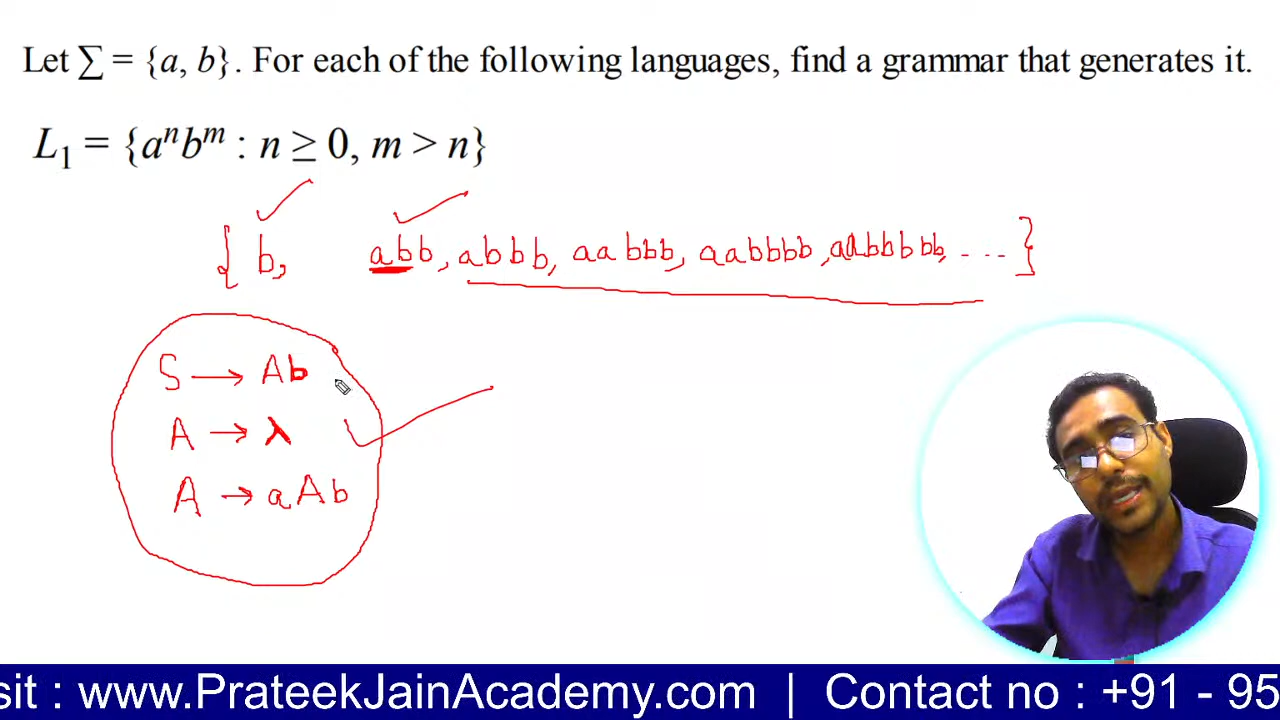 Let ∑ = {a, b}. For each of the following languages, find a grammar that generates it.
L₁ = {aⁿbᵐ : n ≥ 0, m > n}
{ b, abb, abbb, aabbb, aabbbb, aabbbbb, ... }
S → Ab
A → λ
A → aAb
sit : www.PrateekJainAcademy.com | Contact no : +91 - 95